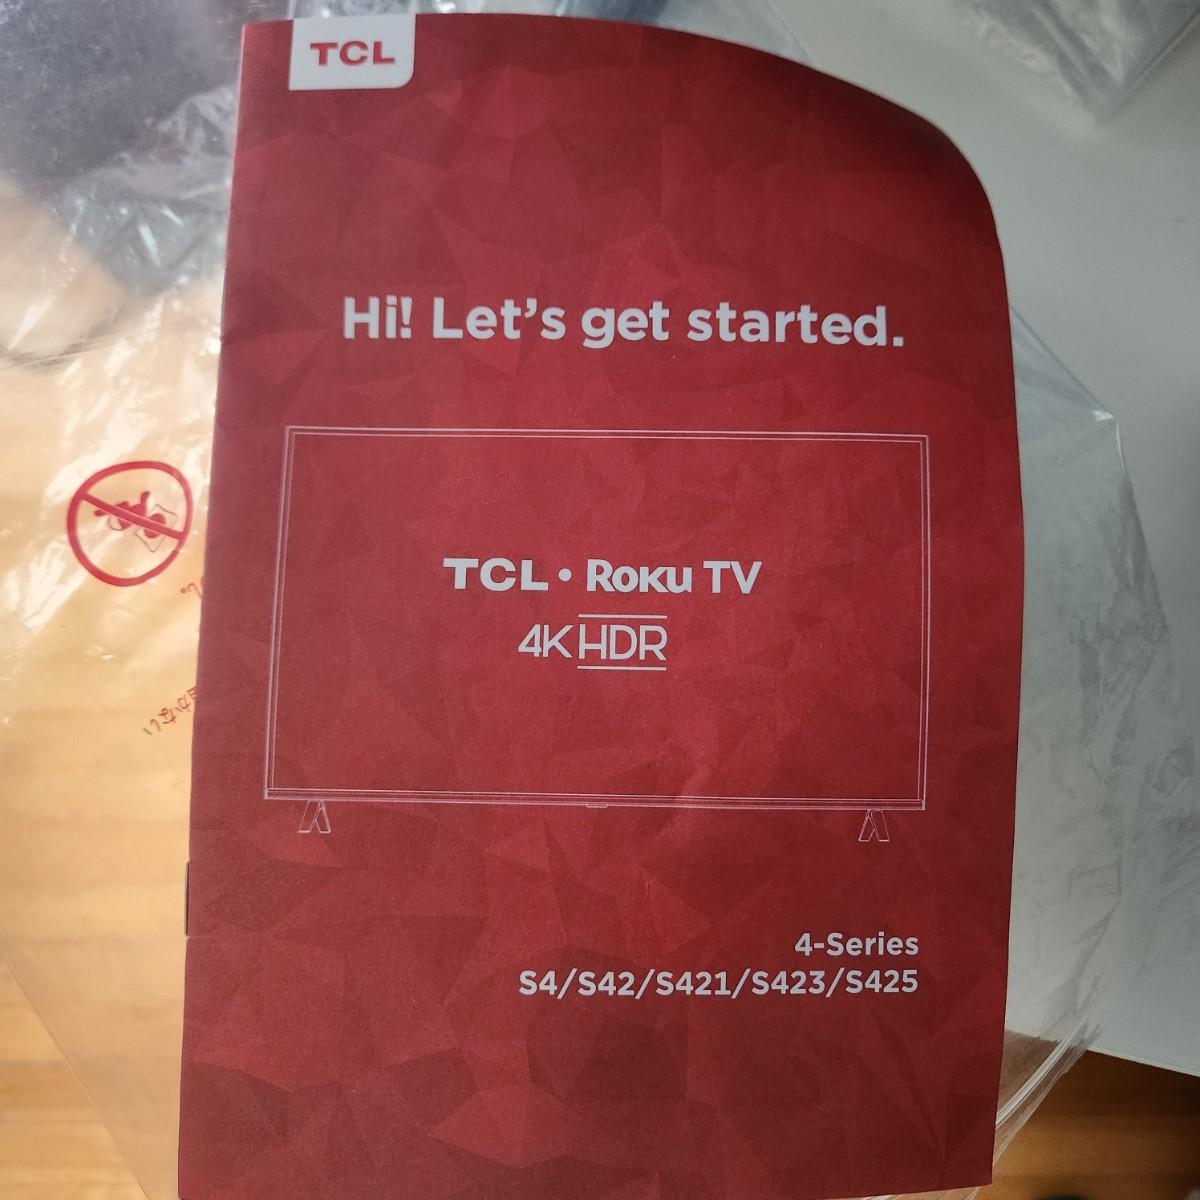 TCL
Hi! Let's get started.
TCL • Roku TV
4K HDR
4-Series
S4/S42/S421/S423/S425